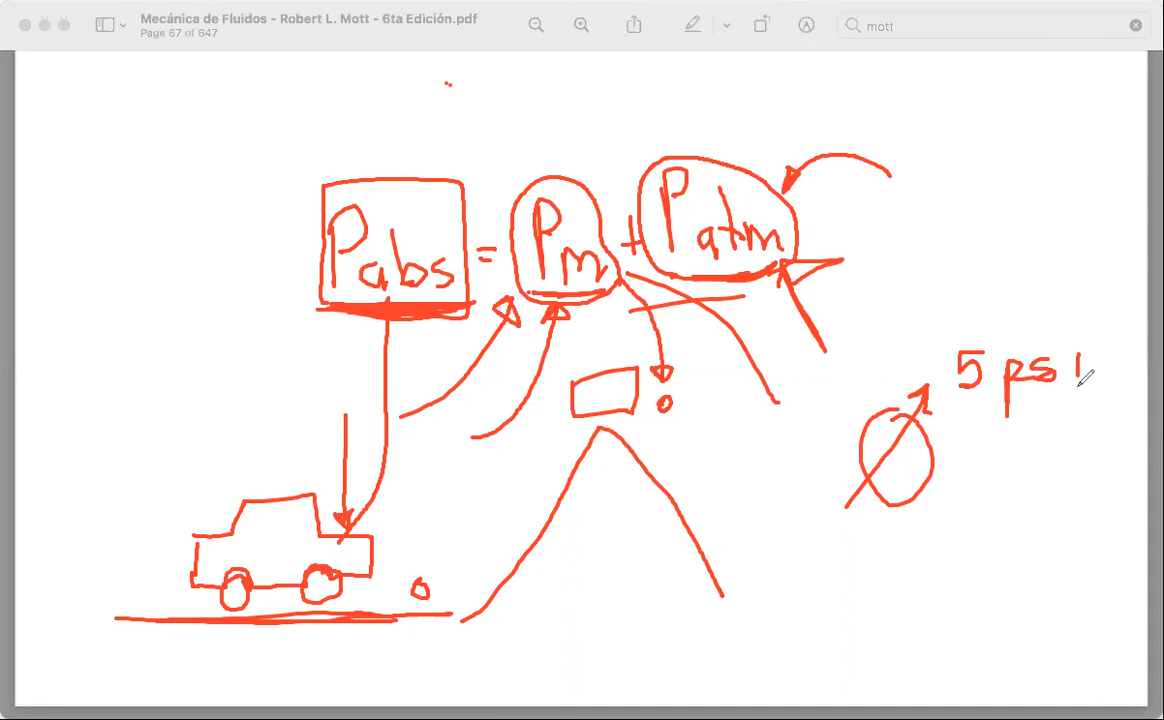 Mecánica de Fluidos - Robert L. Mott - 6ta Edición.pdf
Page 67 of 647
mott
Pabs = Pm + Patm
5 psi